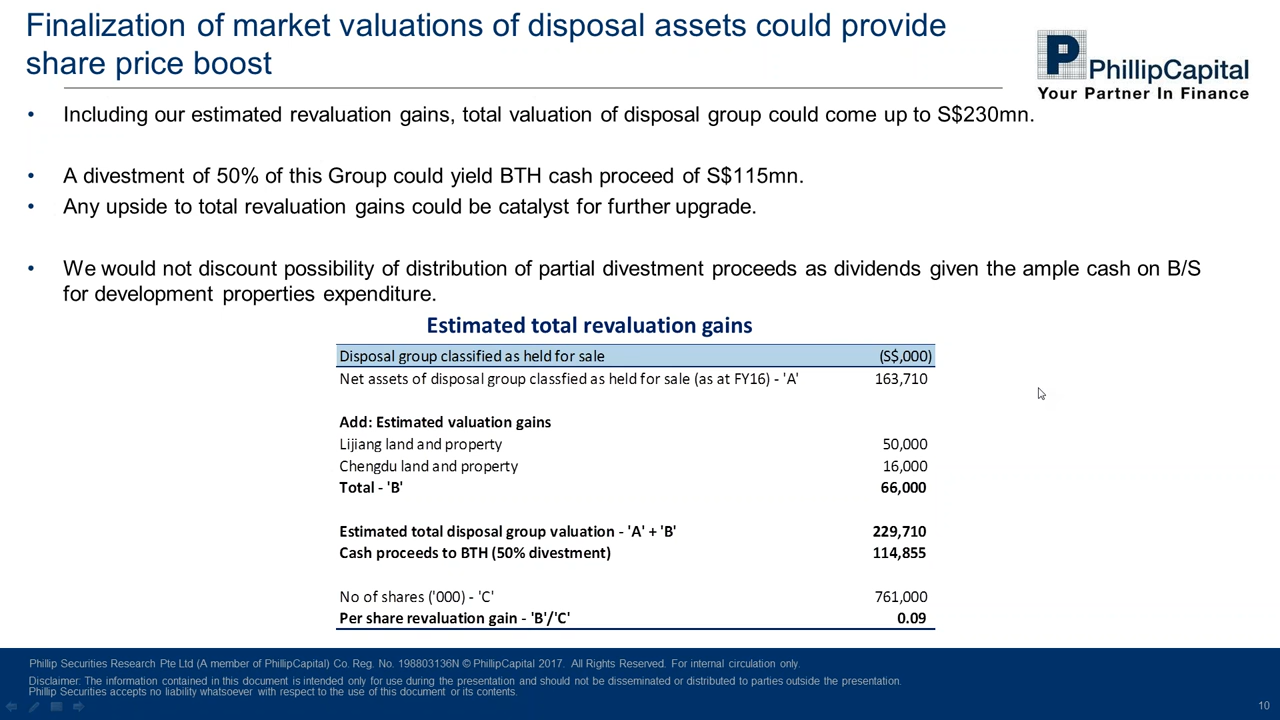 Finalization of market valuations of disposal assets could provide
share price boost
P PhillipCapital
Your Partner In Finance
• Including our estimated revaluation gains, total valuation of disposal group could come up to S$230mn.
• A divestment of 50% of this Group could yield BTH cash proceed of S$115mn.
• Any upside to total revaluation gains could be catalyst for further upgrade.
• We would not discount possibility of distribution of partial divestment proceeds as dividends given the ample cash on B/S
for development properties expenditure.
Estimated total revaluation gains
Disposal group classified as held for sale (S$,000)
Net assets of disposal group classfied as held for sale (as at FY16) - 'A' 163,710
Add: Estimated valuation gains
Lijiang land and property 50,000
Chengdu land and property 16,000
Total - 'B' 66,000
Estimated total disposal group valuation - 'A' + 'B' 229,710
Cash proceeds to BTH (50% divestment) 114,855
No of shares ('000) - 'C' 761,000
Per share revaluation gain - 'B'/'C' 0.09
Phillip Securities Research Pte Ltd (A member of PhillipCapital) Co. Reg. No. 198803136N © PhillipCapital 2017. All Rights Reserved. For internal circulation only.
Disclaimer: The information contained in this document is intended only for use during the presentation and should not be disseminated or distributed to parties outside the presentation.
Phillip Securities accepts no liability whatsoever with respect to the use of this document or its contents.
10